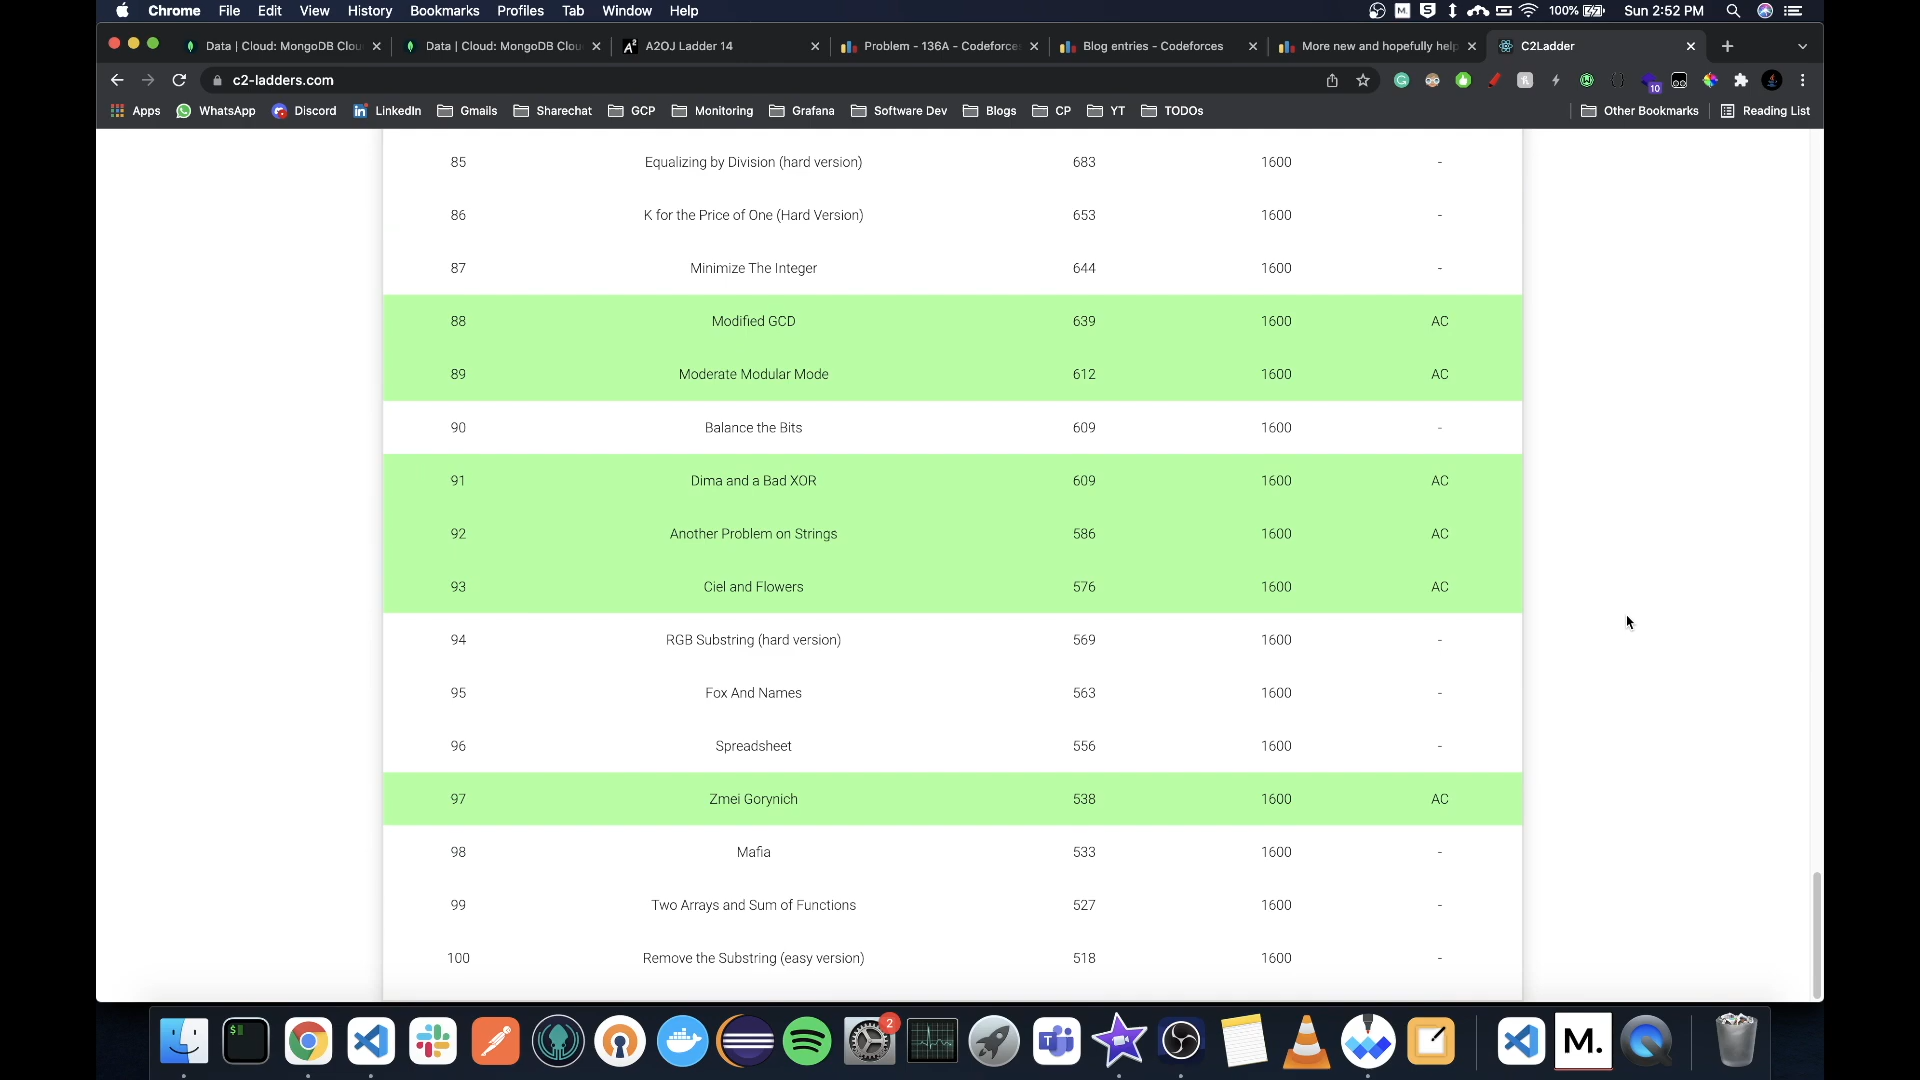 Chrome File Edit View History Bookmarks Profiles Tab Window Help 100% Sun 2:52 PM
Data | Cloud: MongoDB Clou Data | Cloud: MongoDB Clou A2OJ Ladder 14 Problem - 136A - Codeforces Blog entries - Codeforces More new and hopefully help C2Ladder
c2-ladders.com 10
Apps WhatsApp Discord LinkedIn Gmails Sharechat GCP Monitoring Grafana Software Dev Blogs CP YT TODOs Other Bookmarks Reading List
85 Equalizing by Division (hard version) 683 1600 -
86 K for the Price of One (Hard Version) 653 1600 -
87 Minimize The Integer 644 1600 -
88 Modified GCD 639 1600 AC
89 Moderate Modular Mode 612 1600 AC
90 Balance the Bits 609 1600 -
91 Dima and a Bad XOR 609 1600 AC
92 Another Problem on Strings 586 1600 AC
93 Ciel and Flowers 576 1600 AC
94 RGB Substring (hard version) 569 1600 -
95 Fox And Names 563 1600 -
96 Spreadsheet 556 1600 -
97 Zmei Gorynich 538 1600 AC
98 Mafia 533 1600 -
99 Two Arrays and Sum of Functions 527 1600 -
100 Remove the Substring (easy version) 518 1600 -
$ 2 M.